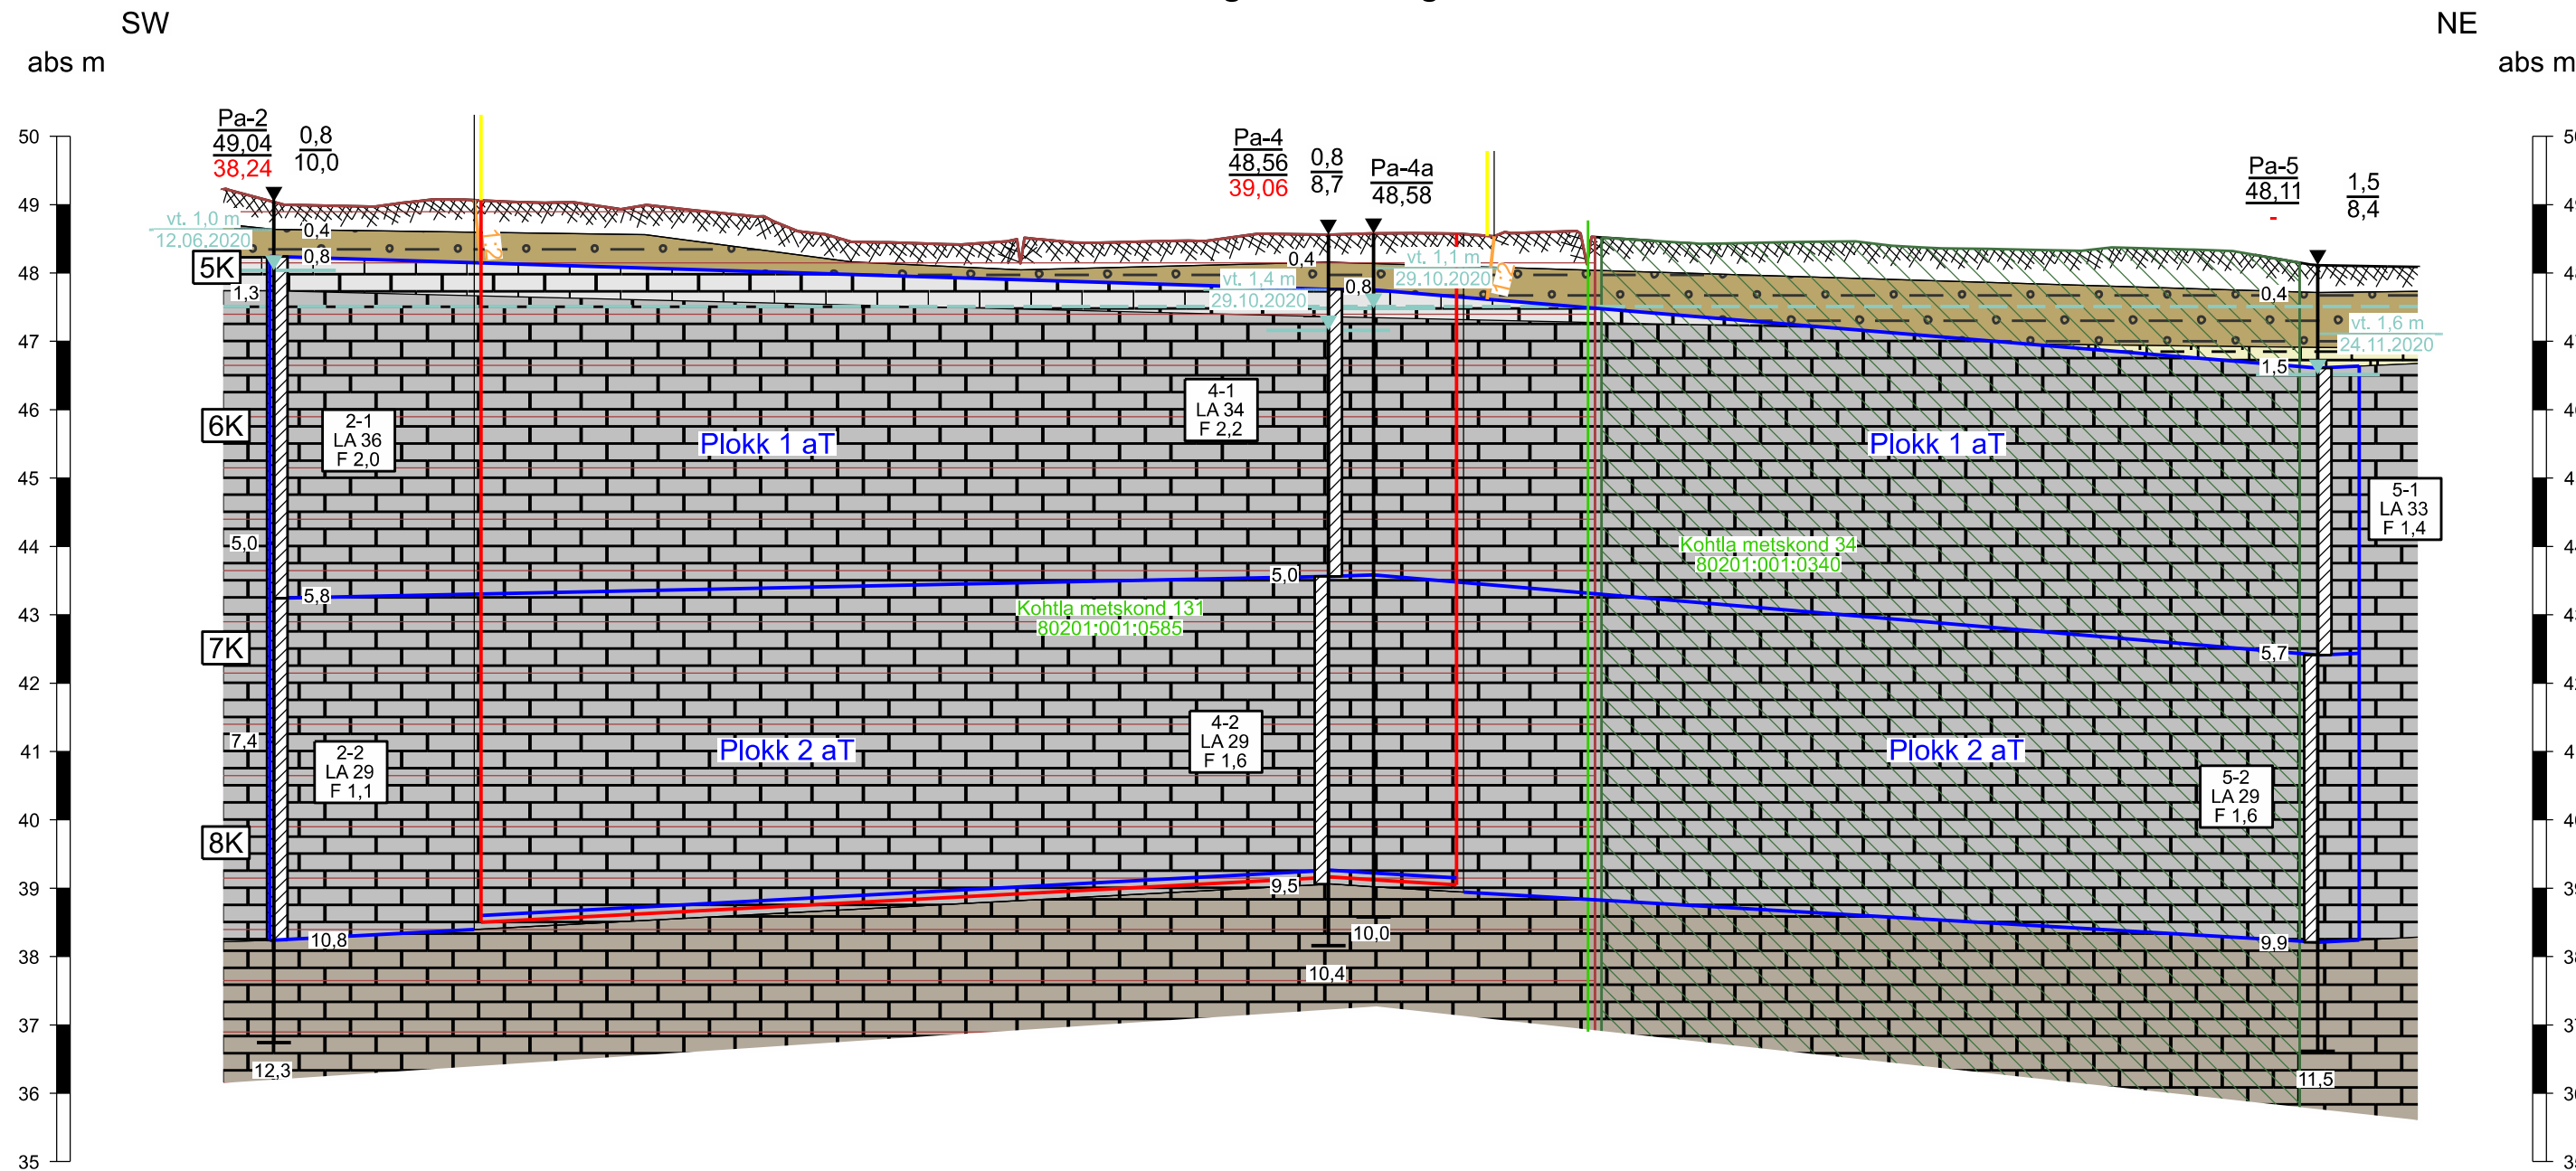 SW
NE
abs m
abs m
Pa-2
49,04
38,24
0,8
10,0
Pa-4
48,56
39,06
0,8
8,7
Pa-4a
48,58
Pa-5
48,11
-
1,5
8,4
50
49
48
47
46
45
44
43
42
41
40
39
38
37
36
35
vt. 1,0 m
12.06.2020
0,4
0,8
5K
1,3
0,4
vt. 1,4 m
29.10.2020
0,8
vt. 1,1 m
29.10.2020
0,4
vt. 1,6 m
24.11.2020
1,5
6K
2-1
LA 36
F 2,0
Plokk 1 aT
4-1
LA 34
F 2,2
Plokk 1 aT
5-1
LA 33
F 1,4
5,0
5,8
5,0
Kohtla metskond 34
80201:001:0340
Kohtla metskond 131
80201:001:0585
5,7
7K
7,4
2-2
LA 29
F 1,1
Plokk 2 aT
4-2
LA 29
F 1,6
Plokk 2 aT
5-2
LA 29
F 1,6
8K
9,5
10,8
10,0
9,9
10,4
12,3
11,5